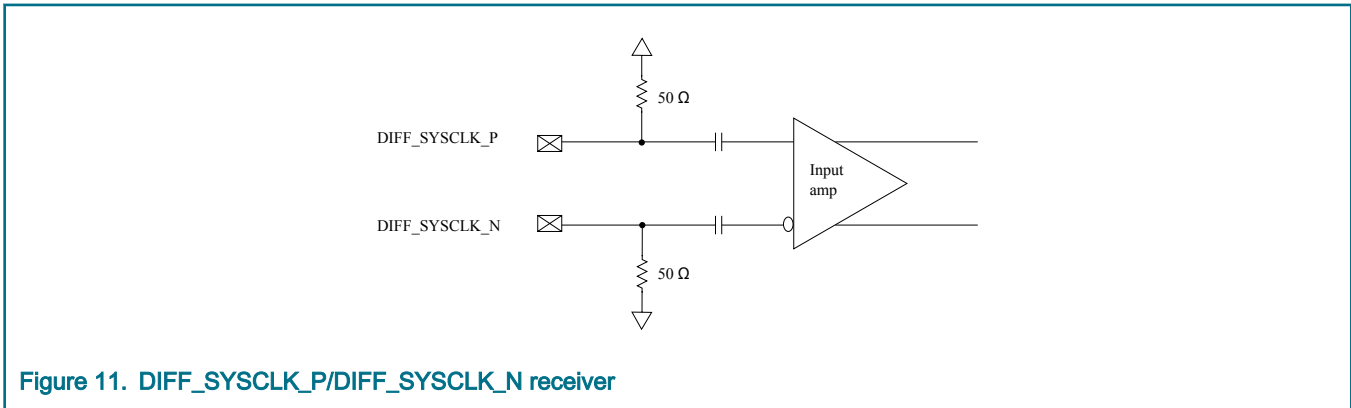 50 Ω
DIFF_SYSCLK_P
Input
amp
DIFF_SYSCLK_N
50 Ω
Figure 11. DIFF_SYSCLK_P/DIFF_SYSCLK_N receiver